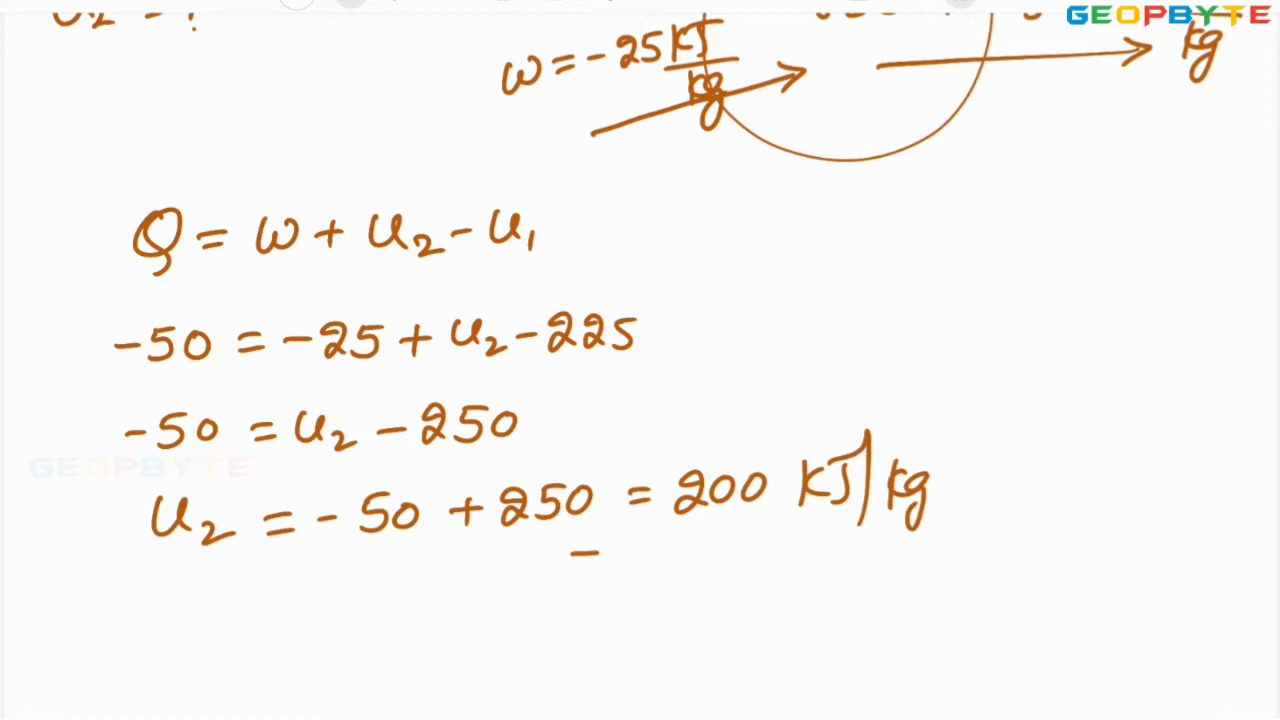 GEOPBYTE
w = - 25 KJ/kg
kg
Q = w + u₂ - u₁
-50 = -25 + u₂ - 225
-50 = u₂ - 250
GEOPBYTE
u₂ = - 50 + 250 = 200 KJ/kg